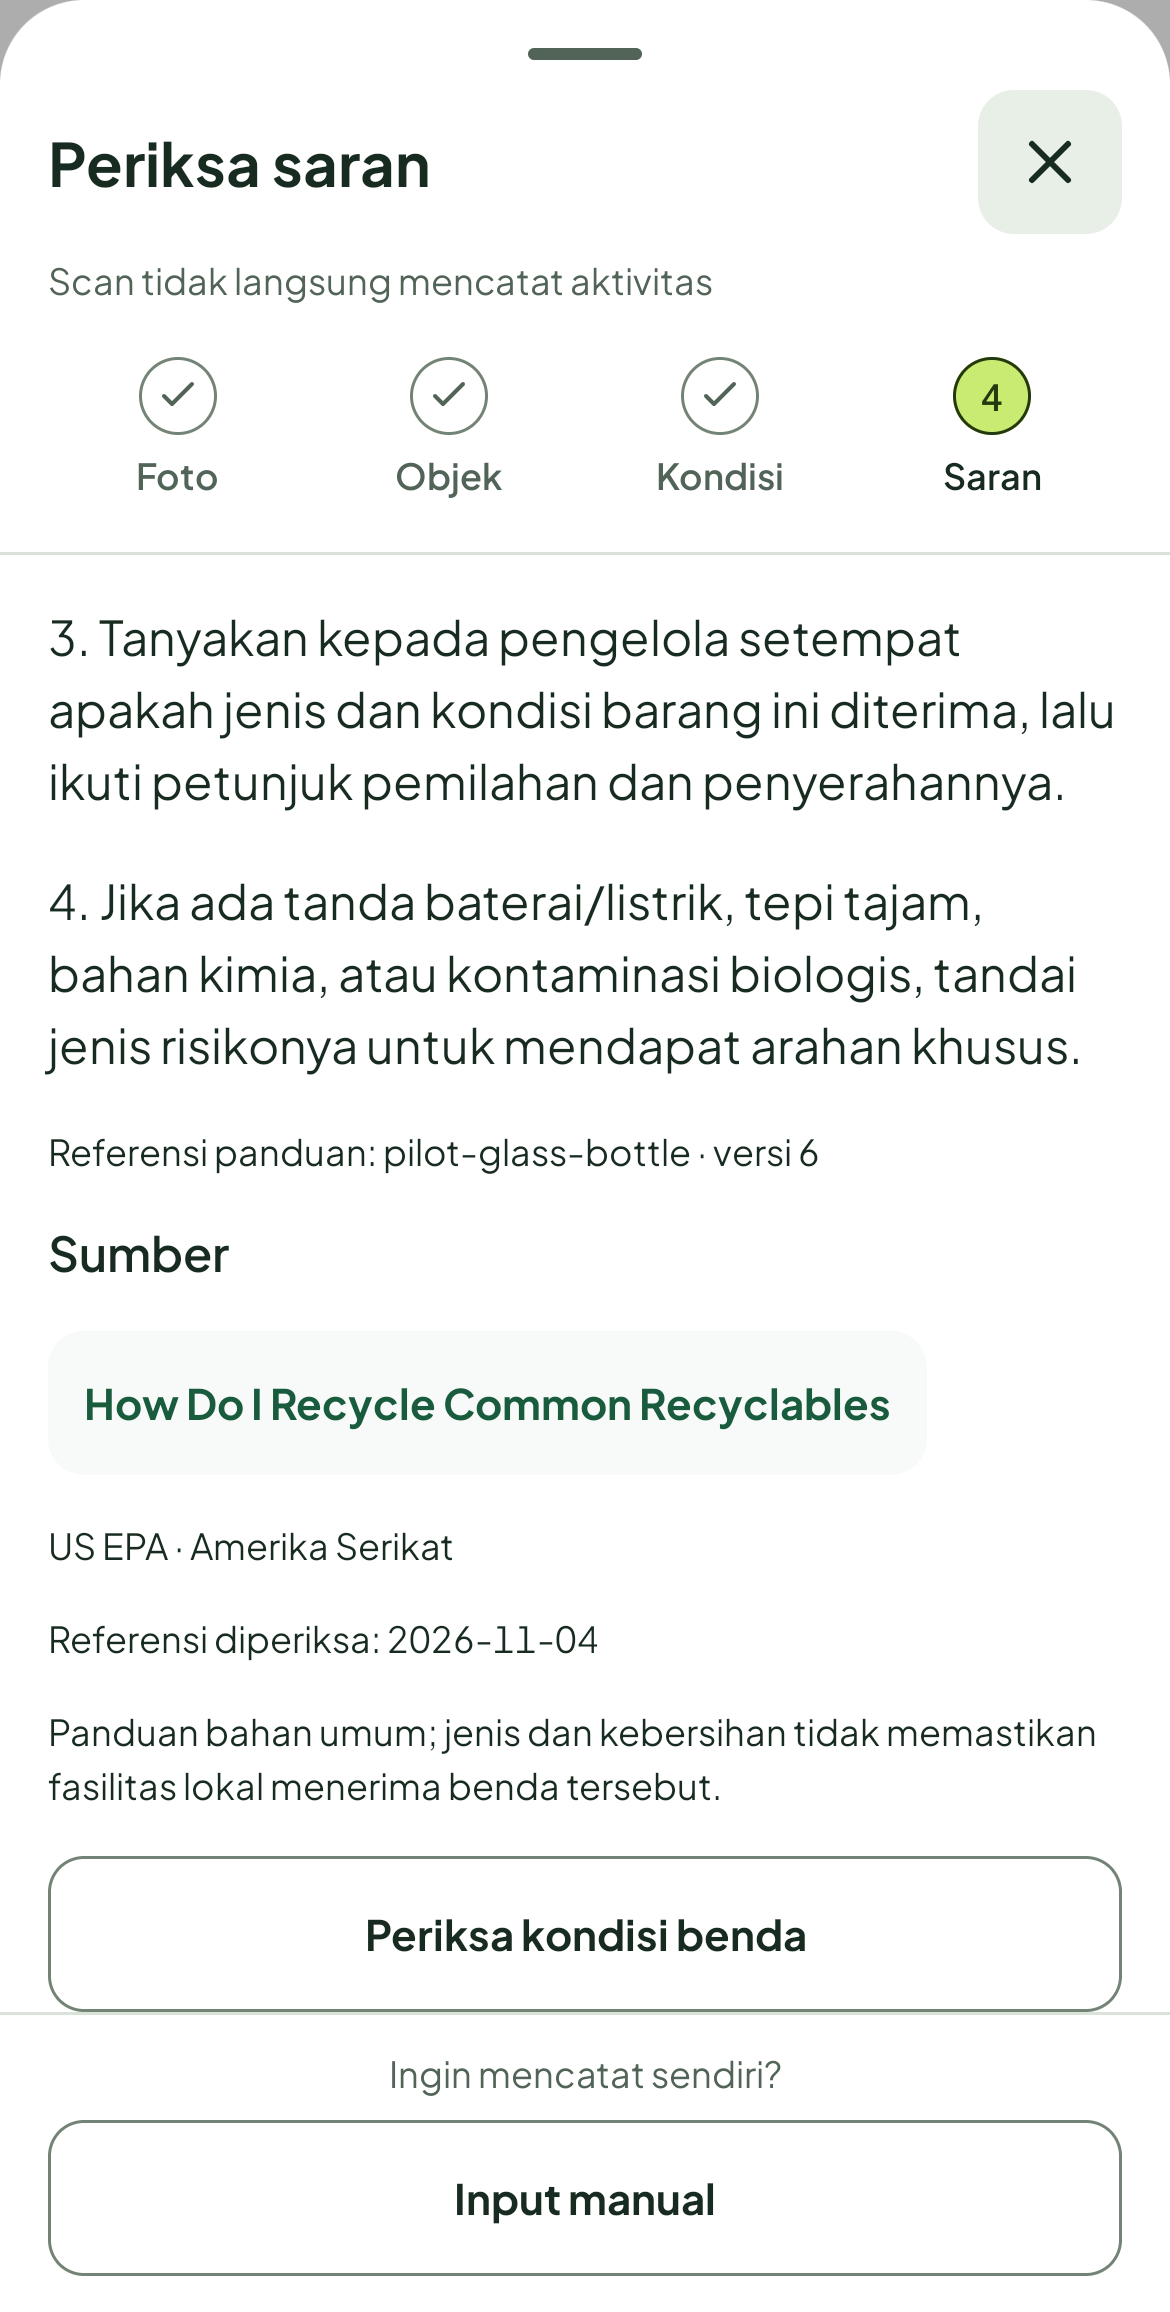 Periksa saran
Scan tidak langsung mencatat aktivitas
4
Foto
Objek
Kondisi
Saran
3. Tanyakan kepada pengelola setempat
apakah jenis dan kondisi barang ini diterima, lalu
ikuti petunjuk pemilahan dan penyerahannya.
4. Jika ada tanda baterai/listrik, tepi tajam,
bahan kimia, atau kontaminasi biologis, tandai
jenis risikonya untuk mendapat arahan khusus.
Referensi panduan: pilot-glass-bottle · versi 6
Sumber
How Do I Recycle Common Recyclables
US EPA · Amerika Serikat
Referensi diperiksa: 2026-11-04
Panduan bahan umum; jenis dan kebersihan tidak memastikan
fasilitas lokal menerima benda tersebut.
Periksa kondisi benda
Ingin mencatat sendiri?
Input manual